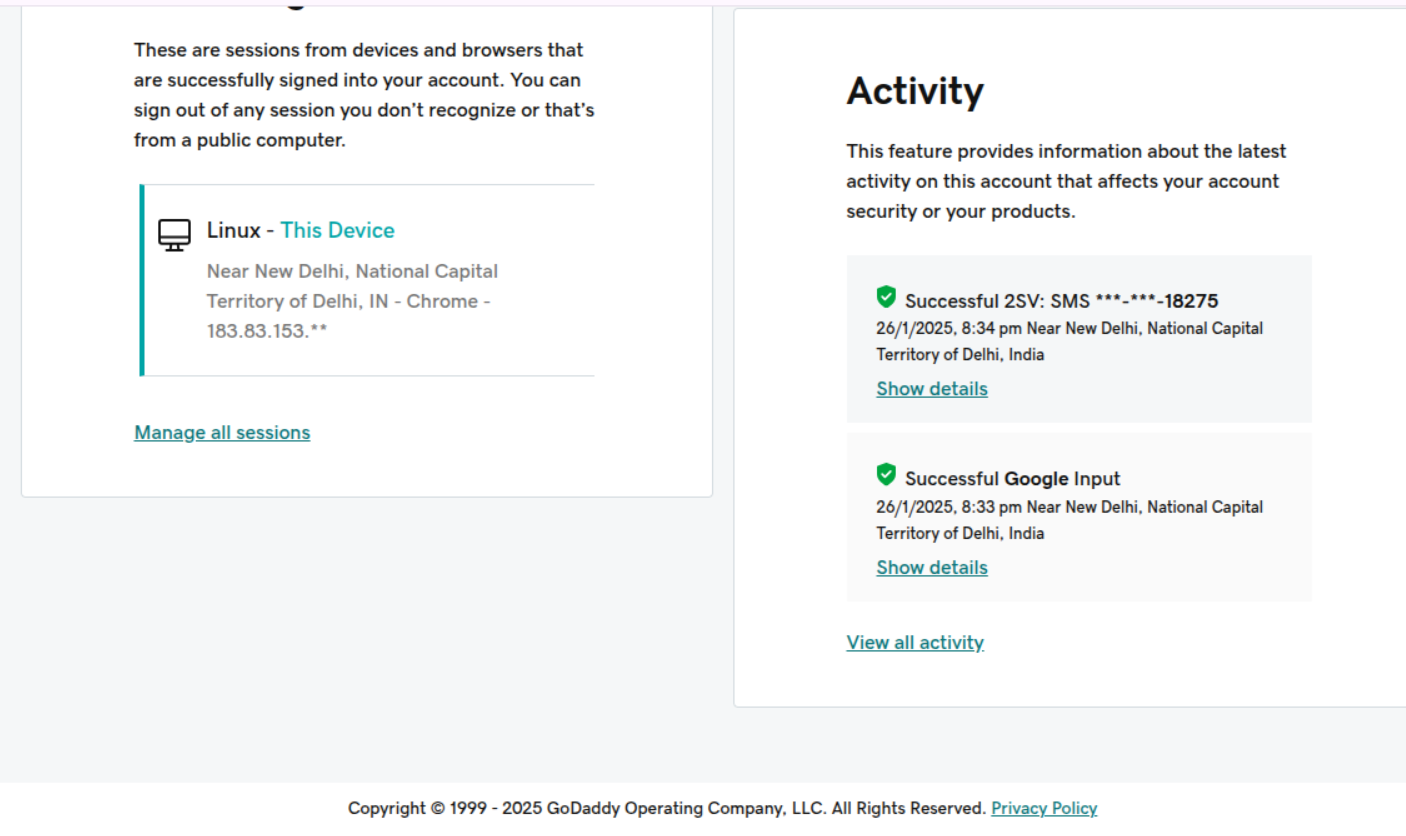 These are sessions from devices and browsers that
are successfully signed into your account. You can
sign out of any session you don’t recognize or that’s
from a public computer.
Linux - This Device
Near New Delhi, National Capital
Territory of Delhi, IN - Chrome -
183.83.153.**
Manage all sessions
Activity
This feature provides information about the latest
activity on this account that affects your account
security or your products.
Successful 2SV: SMS ***-***-18275
26/1/2025, 8:34 pm Near New Delhi, National Capital
Territory of Delhi, India
Show details
Successful Google Input
26/1/2025, 8:33 pm Near New Delhi, National Capital
Territory of Delhi, India
Show details
View all activity
Copyright © 1999 - 2025 GoDaddy Operating Company, LLC. All Rights Reserved. Privacy Policy